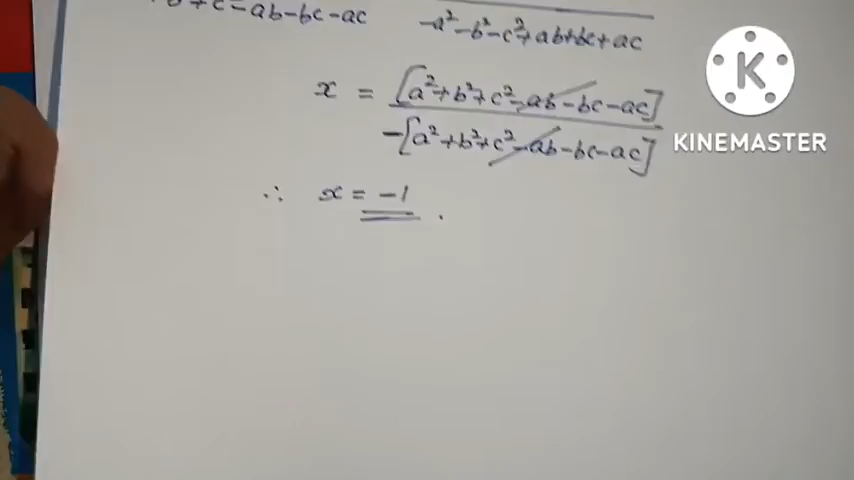 +c²-ab-bc-ac
-a²-b²-c²+ab+bc+ac
x = [a²+b²+c²-ab-bc-ac]
-[a²+b²+c²-ab-bc-ac]
∴ x = -1.
KINEMASTER